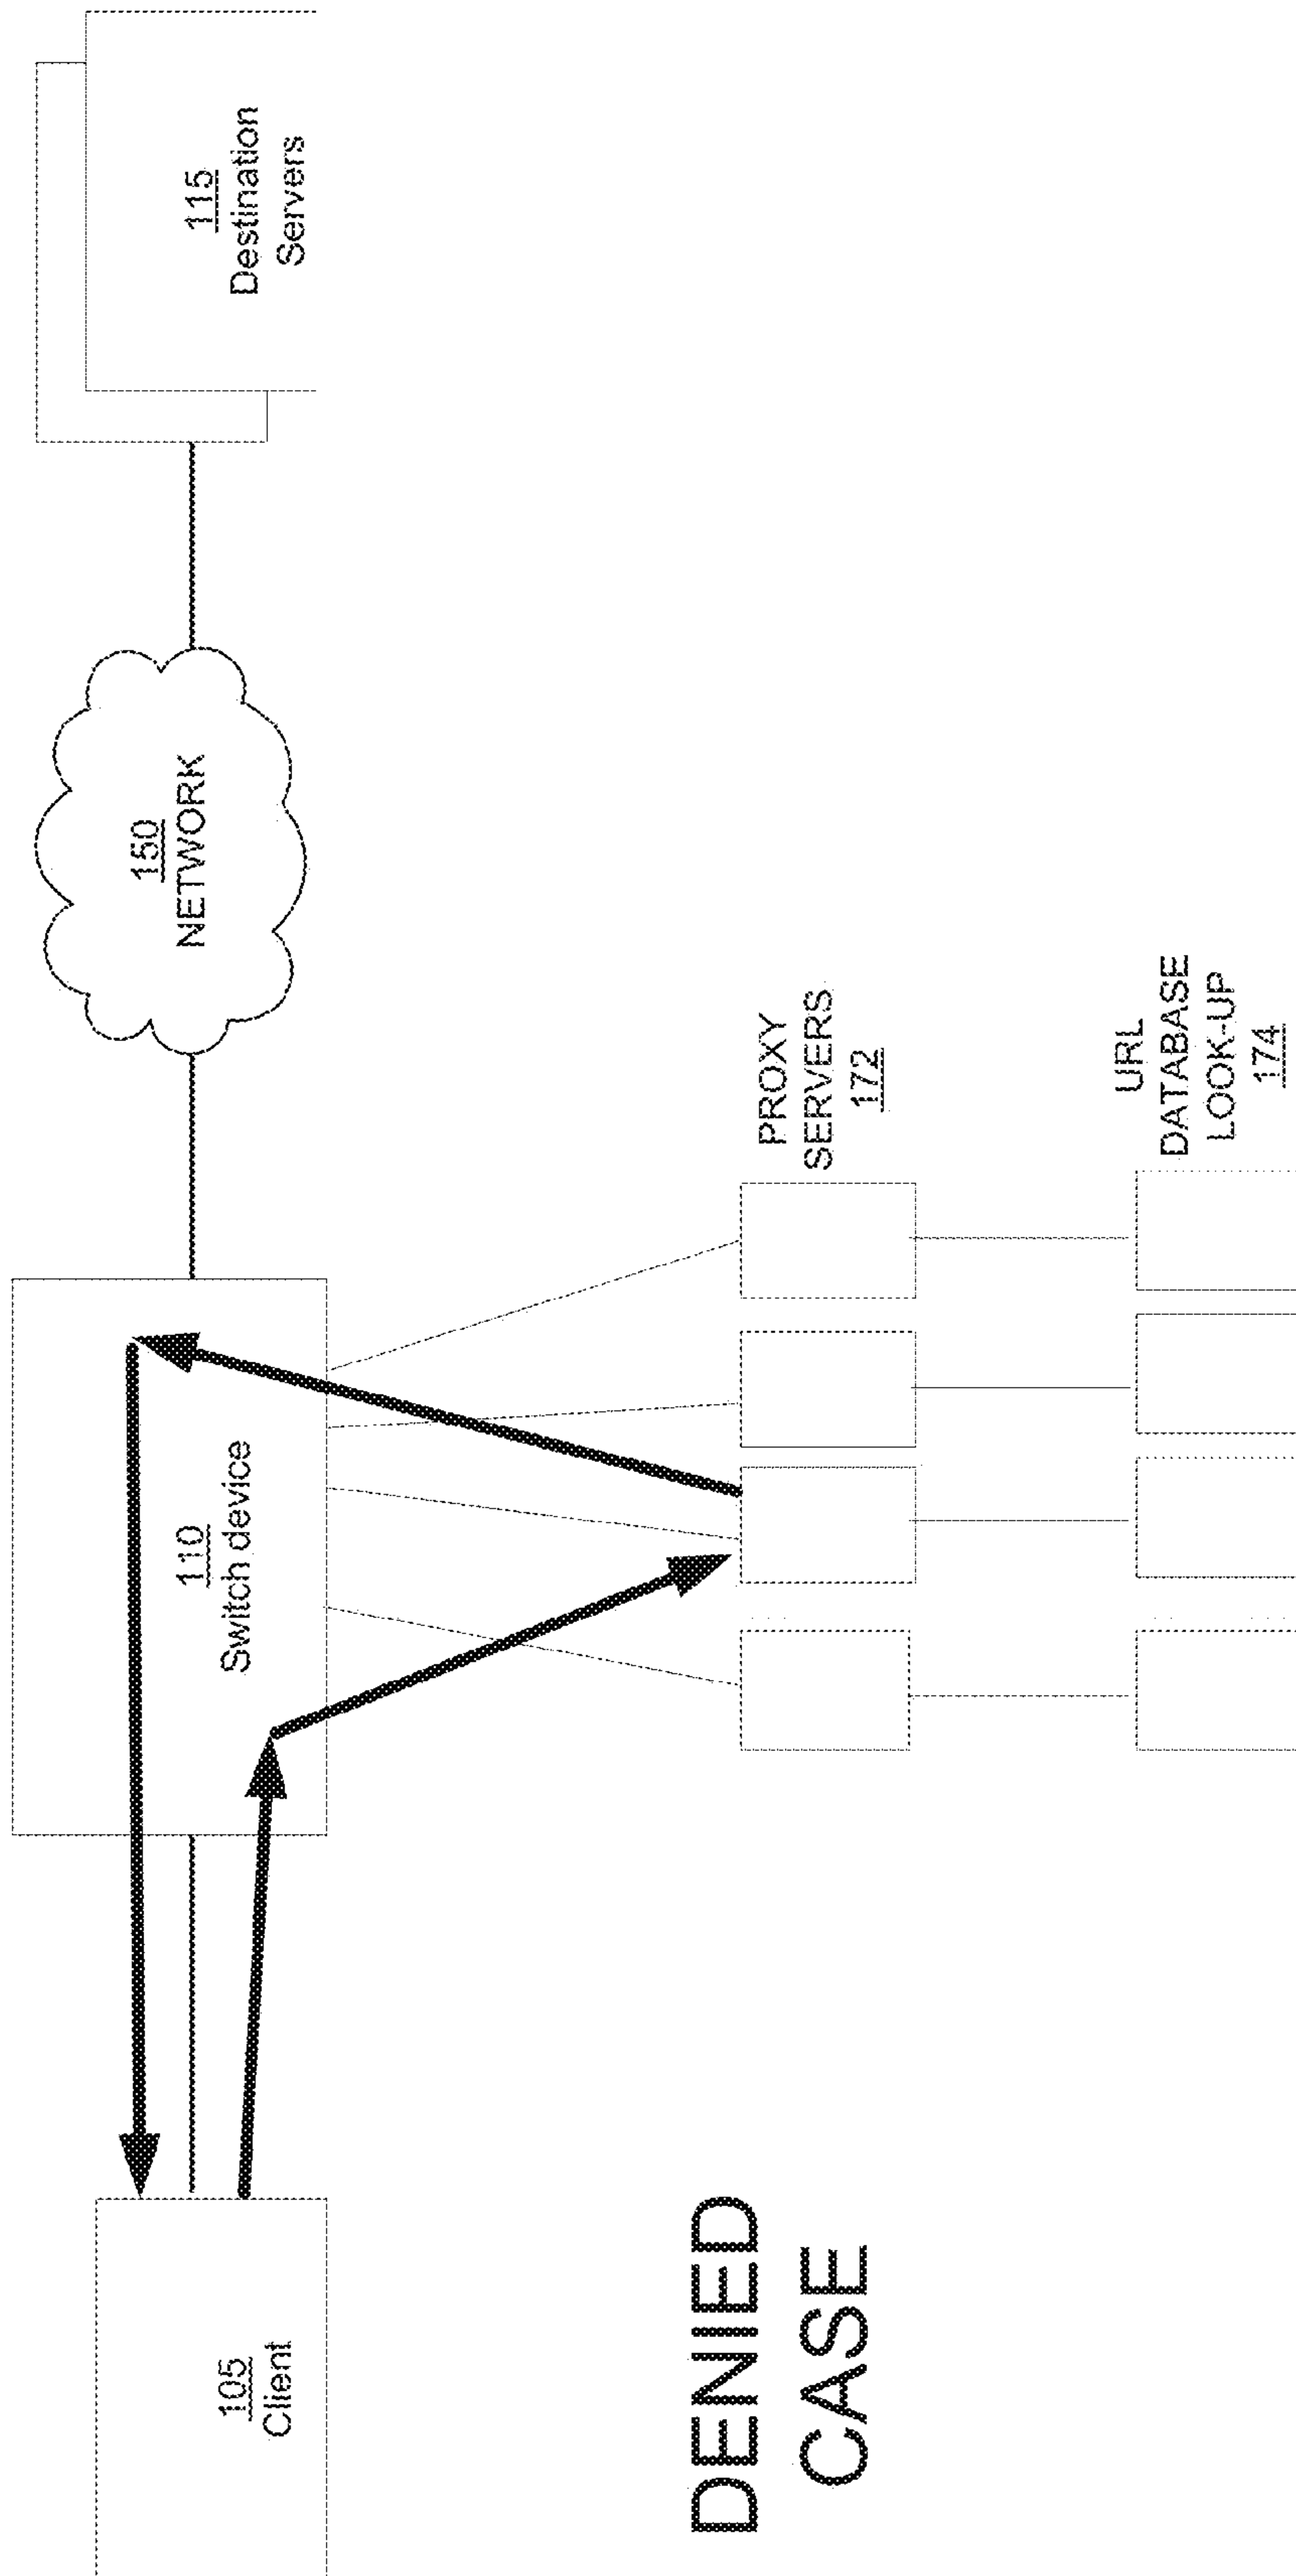 105
Client
110
Switch device
150
NETWORK
115
Destination
Servers
PROXY
SERVERS
172
URL
DATABASE
LOOK-UP
174
DENIED
CASE